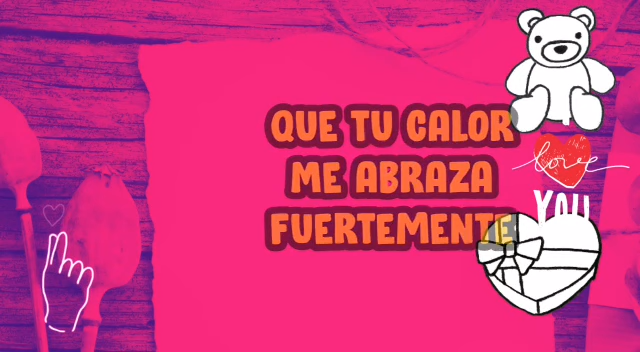 QUE TU CALOR
ME ABRAZA
FUERTEMENTE
love
YOU